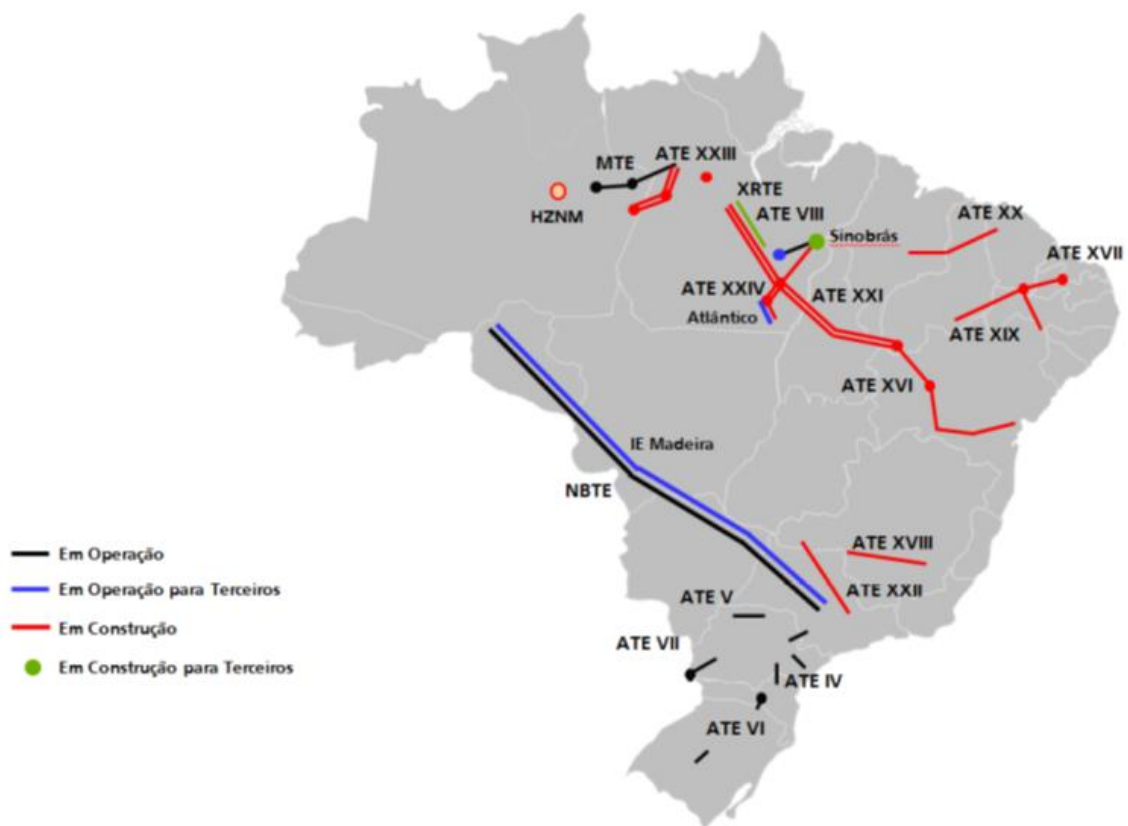 MTE
ATE XXIII
HZNM
XRTE
ATE VIII
Sinobrás
ATE XX
ATE XVII
ATE XXIV
ATE XXI
Atlântico
ATE XIX
ATE XVI
IE Madeira
NBTE
ATE XVIII
ATE XXII
ATE V
ATE VII
ATE IV
ATE VI
Em Operação
Em Operação para Terceiros
Em Construção
Em Construção para Terceiros